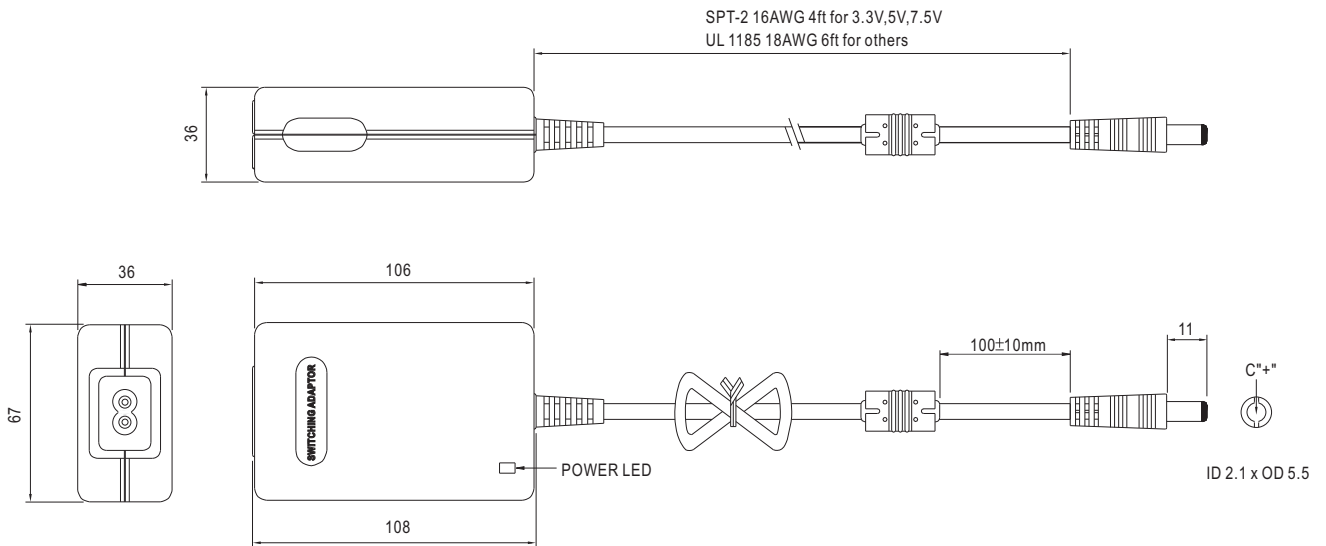 SPT-2 16AWG 4ft for 3.3V,5V,7.5V
UL 1185 18AWG 6ft for others
36
36
106
67
SWITCHING ADAPTOR
100±10mm
11
C"+"
POWER LED
ID 2.1 x OD 5.5
108